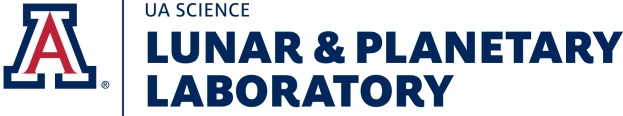 UA SCIENCE
A
LUNAR & PLANETARY
®
LABORATORY